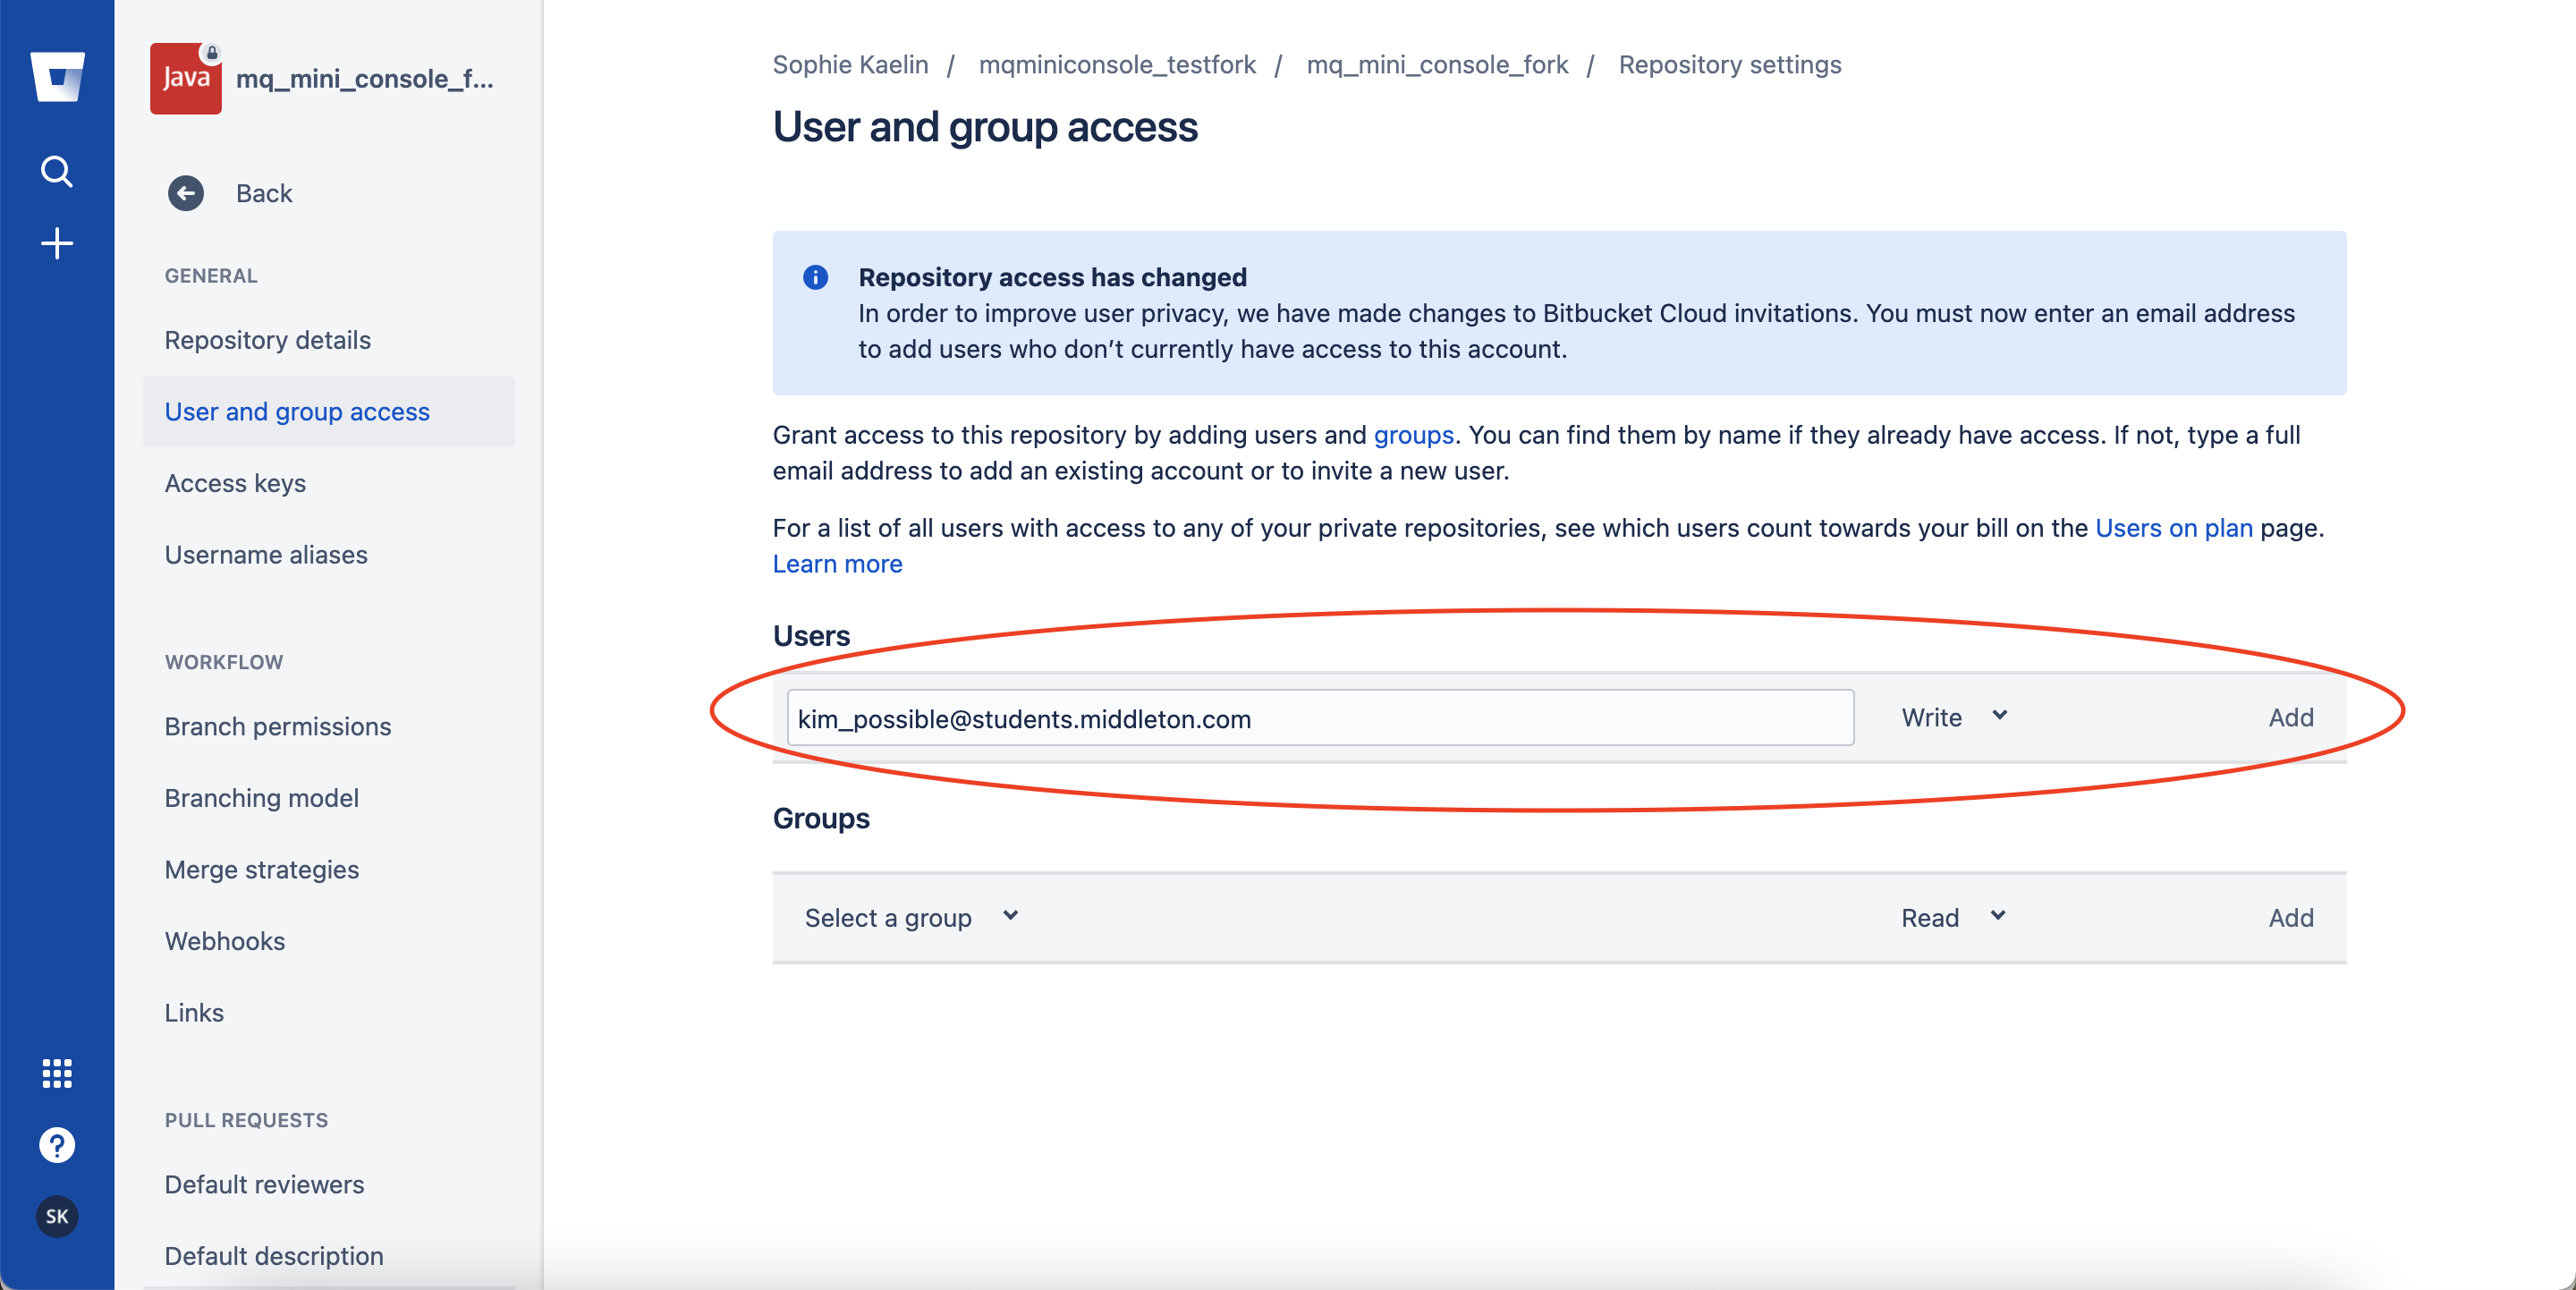 Java
mq_mini_console_f...
Back
GENERAL
Repository details
User and group access
Access keys
Username aliases
WORKFLOW
Branch permissions
Branching model
Merge strategies
Webhooks
Links
PULL REQUESTS
Default reviewers
Default description
SK
Sophie Kaelin / mqminiconsole_testfork / mq_mini_console_fork / Repository settings
User and group access
Repository access has changed
In order to improve user privacy, we have made changes to Bitbucket Cloud invitations. You must now enter an email address
to add users who don’t currently have access to this account.
Grant access to this repository by adding users and groups. You can find them by name if they already have access. If not, type a full
email address to add an existing account or to invite a new user.
For a list of all users with access to any of your private repositories, see which users count towards your bill on the Users on plan page.
Learn more
Users
kim_possible@students.middleton.com Write Add
Groups
Select a group Read Add